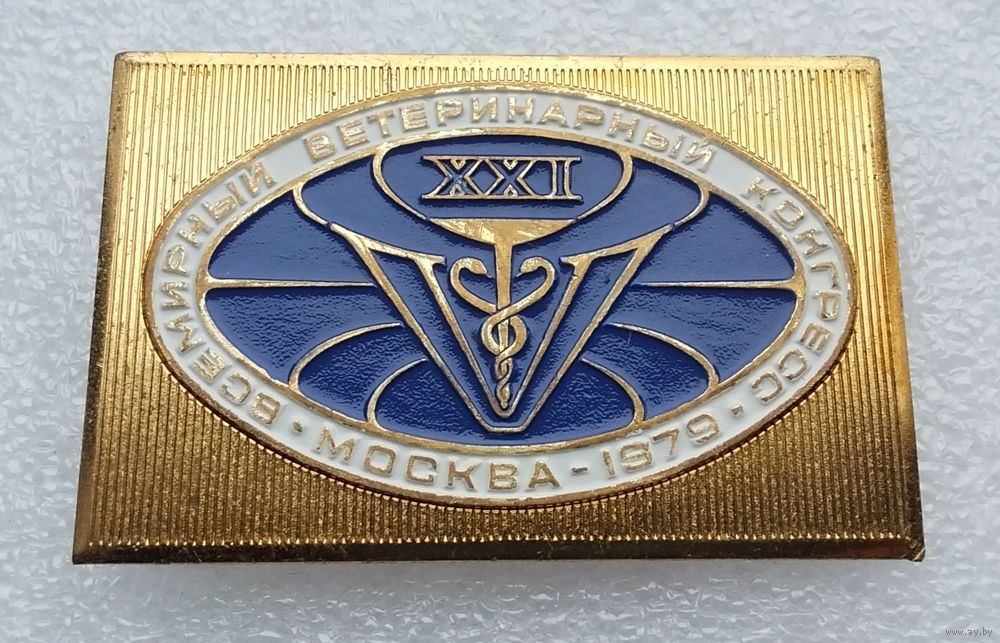 ВСЕМИРНЫЙ ВЕТЕРИНАРНЫЙ КОНГРЕСС
XXI
· МОСКВА - 1979 ·
www.ay.by